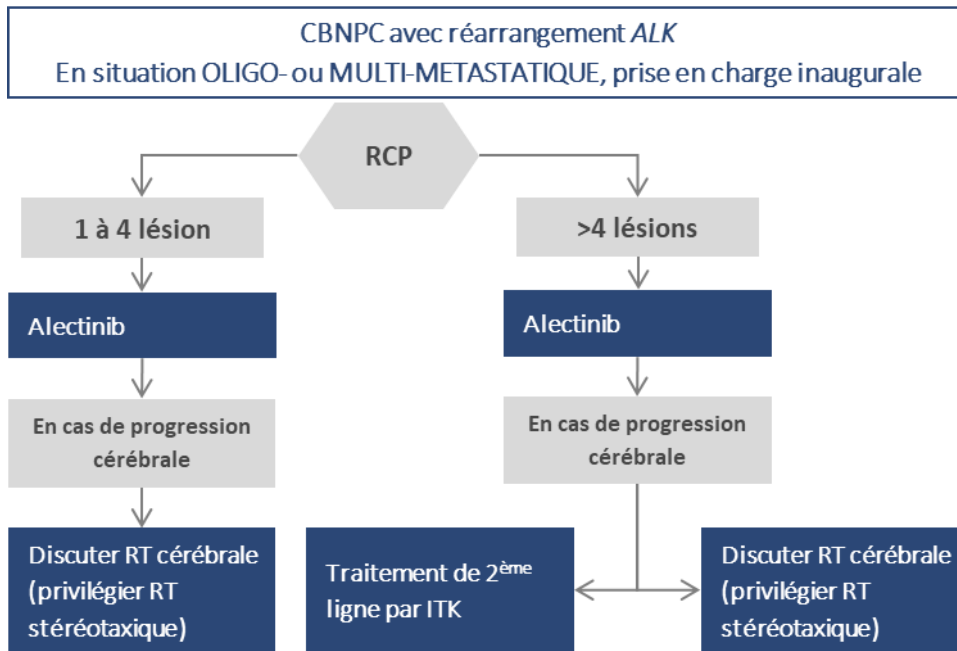 CBNPC avec réarrangement ALK
En situation OLIGO- ou MULTI-METASTATIQUE, prise en charge inaugurale
RCP
1 à 4 lésion
>4 lésions
Alectinib
Alectinib
En cas de progression
cérébrale
En cas de progression
cérébrale
Discuter RT cérébrale
(privilégier RT
stéréotaxique)
Traitement de 2ème
ligne par ITK
Discuter RT cérébrale
(privilégier RT
stéréotaxique)